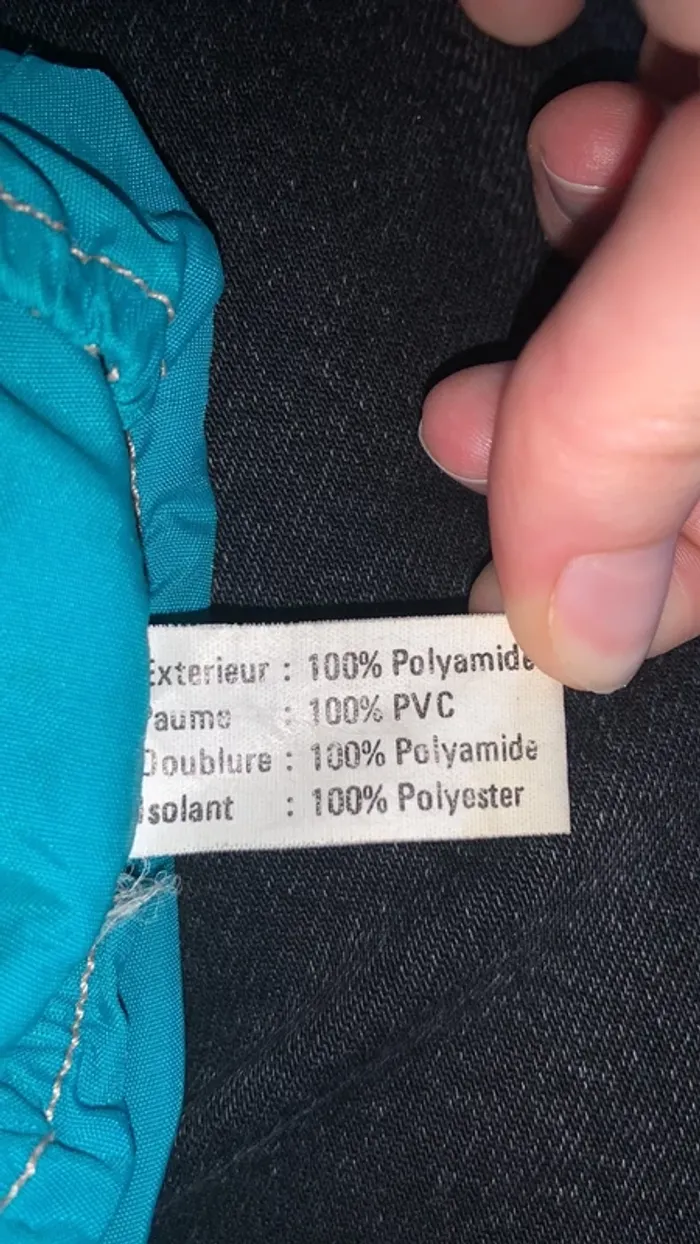 Exterieur : 100% Polyamide
Paume : 100% PVC
Doublure : 100% Polyamide
Isolant : 100% Polyester